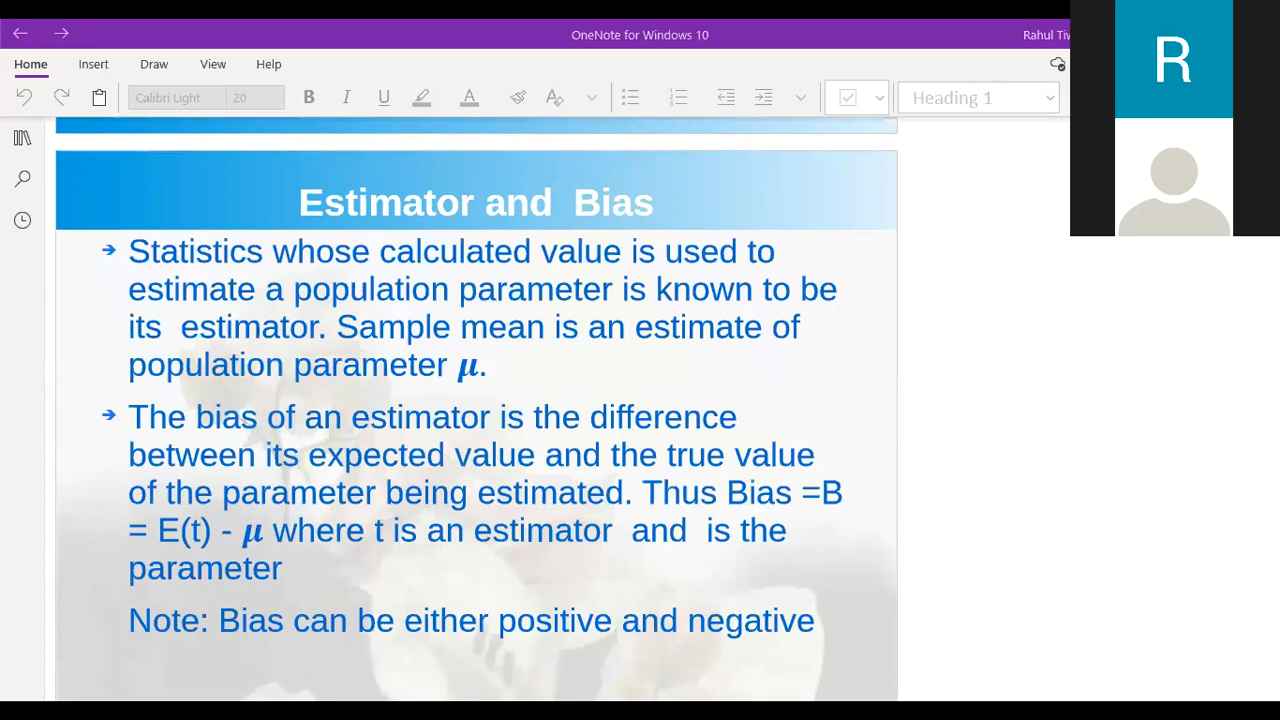 OneNote for Windows 10
Rahul Tiw
R
Home Insert Draw View Help
Calibri Light 20 B I U A Heading 1
Estimator and Bias
Statistics whose calculated value is used to
estimate a population parameter is known to be
its estimator. Sample mean is an estimate of
population parameter μ.
The bias of an estimator is the difference
between its expected value and the true value
of the parameter being estimated. Thus Bias =B
= E(t) - μ where t is an estimator and is the
parameter
Note: Bias can be either positive and negative